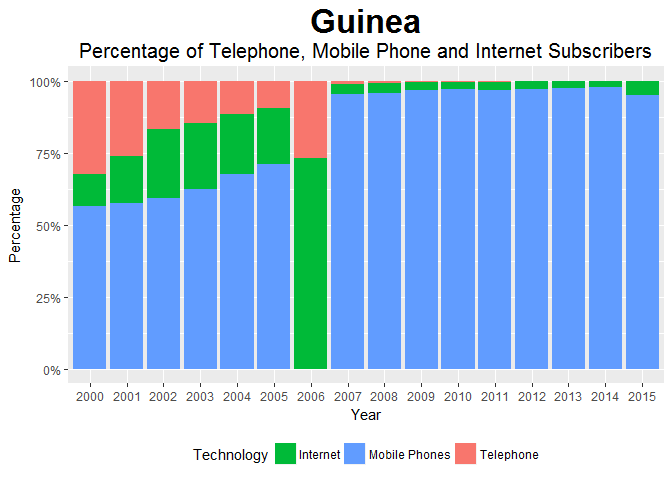 Guinea
Percentage of Telephone, Mobile Phone and Internet Subscribers
Percentage
100%
75%
50%
25%
0%
2000 2001 2002 2003 2004 2005 2006 2007 2008 2009 2010 2011 2012 2013 2014 2015
Year
Technology Internet Mobile Phones Telephone